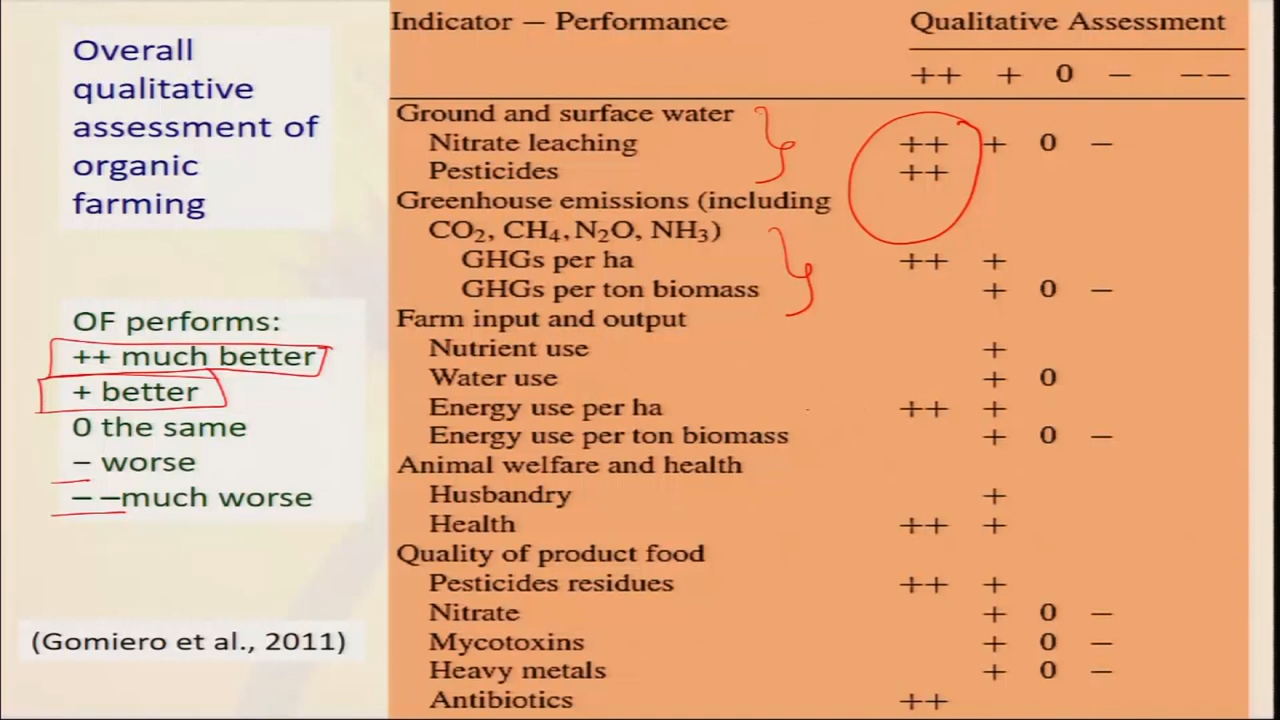 Overall
qualitative
assessment of
organic
farming
OF performs:
++ much better
+ better
0 the same
– worse
– –much worse
(Gomiero et al., 2011)
Indicator — Performance Qualitative Assessment
++ + 0 – ––
Ground and surface water
Nitrate leaching ++ + 0 –
Pesticides ++
Greenhouse emissions (including
CO₂, CH₄, N₂O, NH₃)
GHGs per ha ++ +
GHGs per ton biomass + 0 –
Farm input and output
Nutrient use +
Water use + 0
Energy use per ha ++ +
Energy use per ton biomass + 0 –
Animal welfare and health
Husbandry +
Health ++ +
Quality of product food
Pesticides residues ++ +
Nitrate + 0 –
Mycotoxins + 0 –
Heavy metals + 0 –
Antibiotics ++